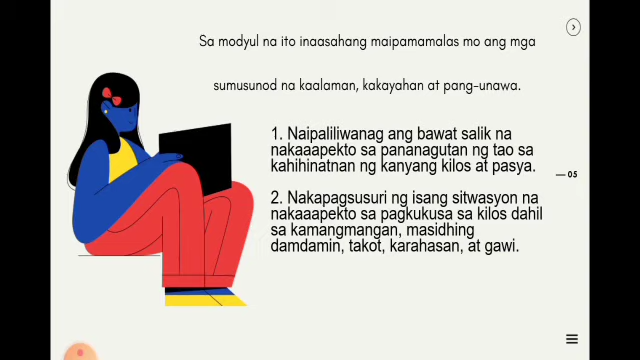 Sa modyul na ito inaasahang maipamamalas mo ang mga
sumusunod na kaalaman, kakayahan at pang-unawa.
1. Naipaliliwanag ang bawat salik na
nakaaapekto sa pananagutan ng tao sa
kahihinatnan ng kanyang kilos at pasya.
— 05
2. Nakapagsusuri ng isang sitwasyon na
nakaaapekto sa pagkukusa sa kilos dahil
sa kamangmangan, masidhing
damdamin, takot, karahasan, at gawi.